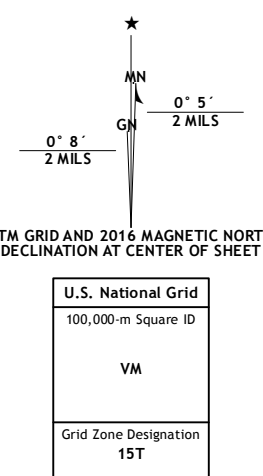 ★
MN
0° 5´
2 MILS
GN
0° 8´
2 MILS
TM GRID AND 2016 MAGNETIC NORT
DECLINATION AT CENTER OF SHEET
U.S. National Grid
100,000-m Square ID
VM
Grid Zone Designation
15T